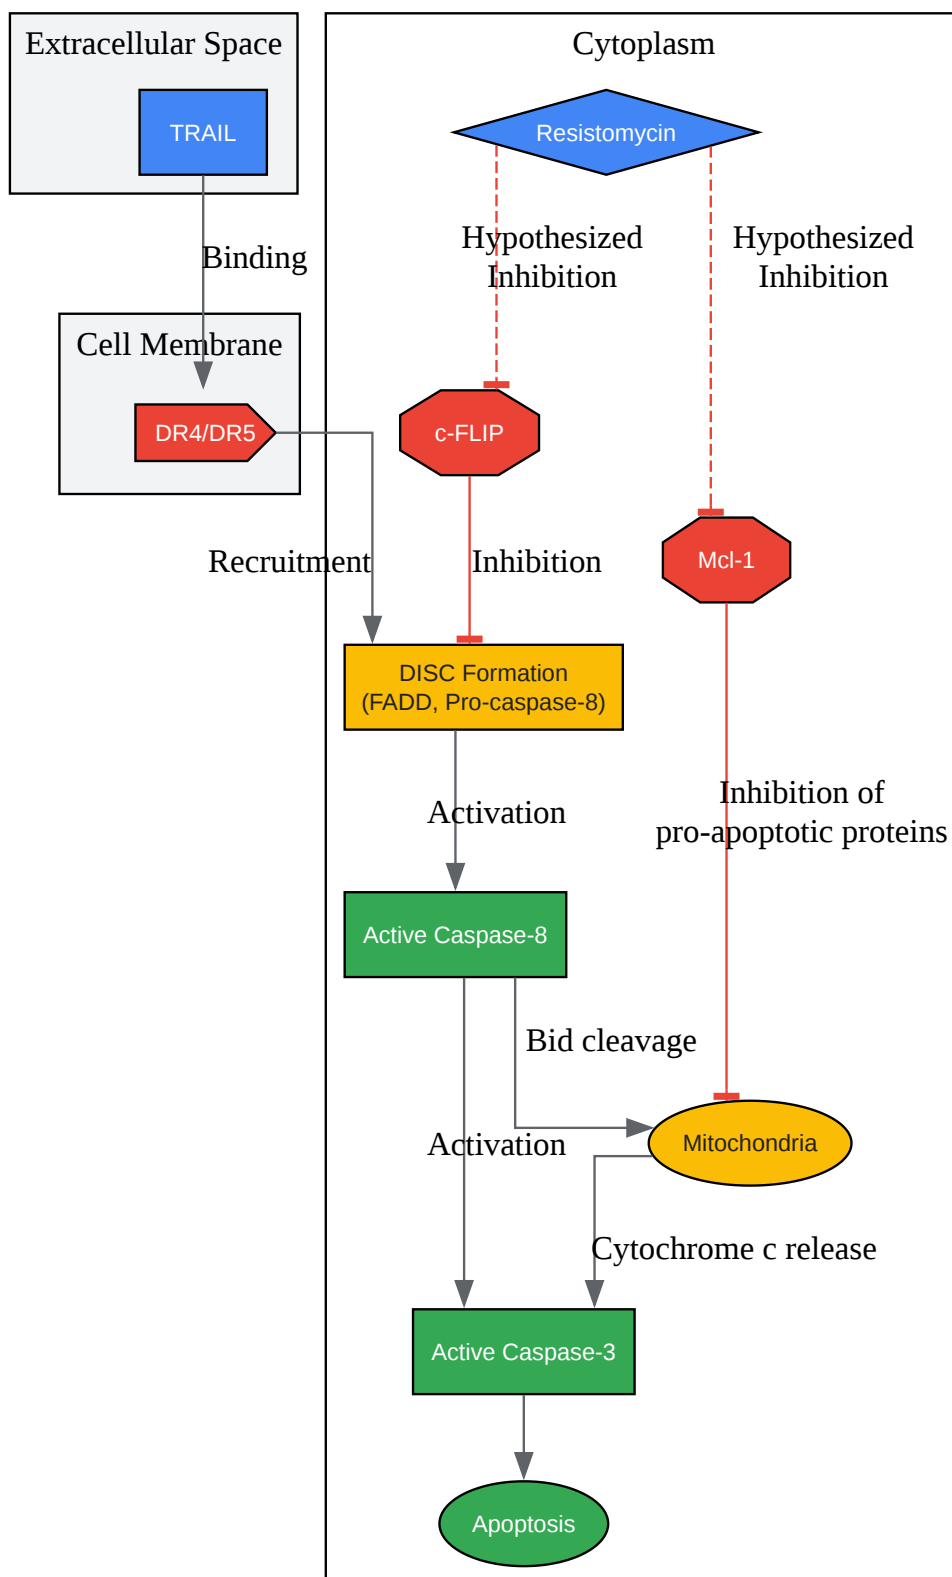 Extracellular Space
Cytoplasm
TRAIL
Resistomycin
Binding
Hypothesized
Inhibition
Hypothesized
Inhibition
Cell Membrane
DR4/DR5
c-FLIP
Recruitment
Inhibition
Mcl-1
DISC Formation
(FADD, Pro-caspase-8)
Activation
Inhibition of
pro-apoptotic proteins
Active Caspase-8
Bid cleavage
Activation
Mitochondria
Cytochrome c release
Active Caspase-3
Apoptosis